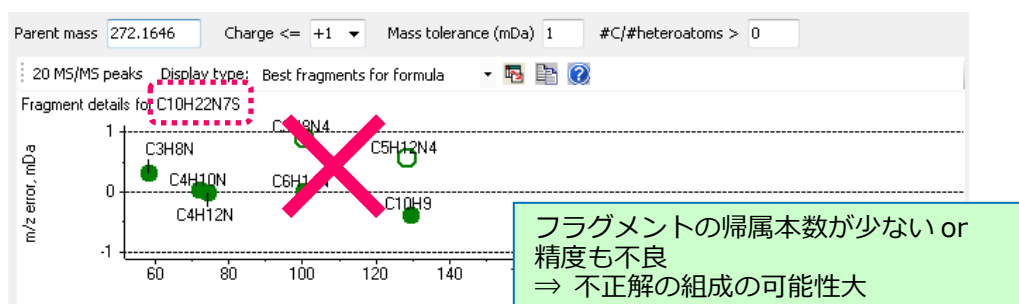 Parent mass 272.1646 Charge <= +1 Mass tolerance (mDa) 1 #C/#heteroatoms > 0
20 MS/MS peaks Display type: Best fragments for formula
Fragment details for C10H22N7S
C3H8N
C4H10N
C4H12N
C5H12N4
C10H9
m/z error, mDa
1
0
-1
60 80 100 120 140
フラグメントの帰属本数が少ない or
精度も不良
⇒ 不正解の組成の可能性大